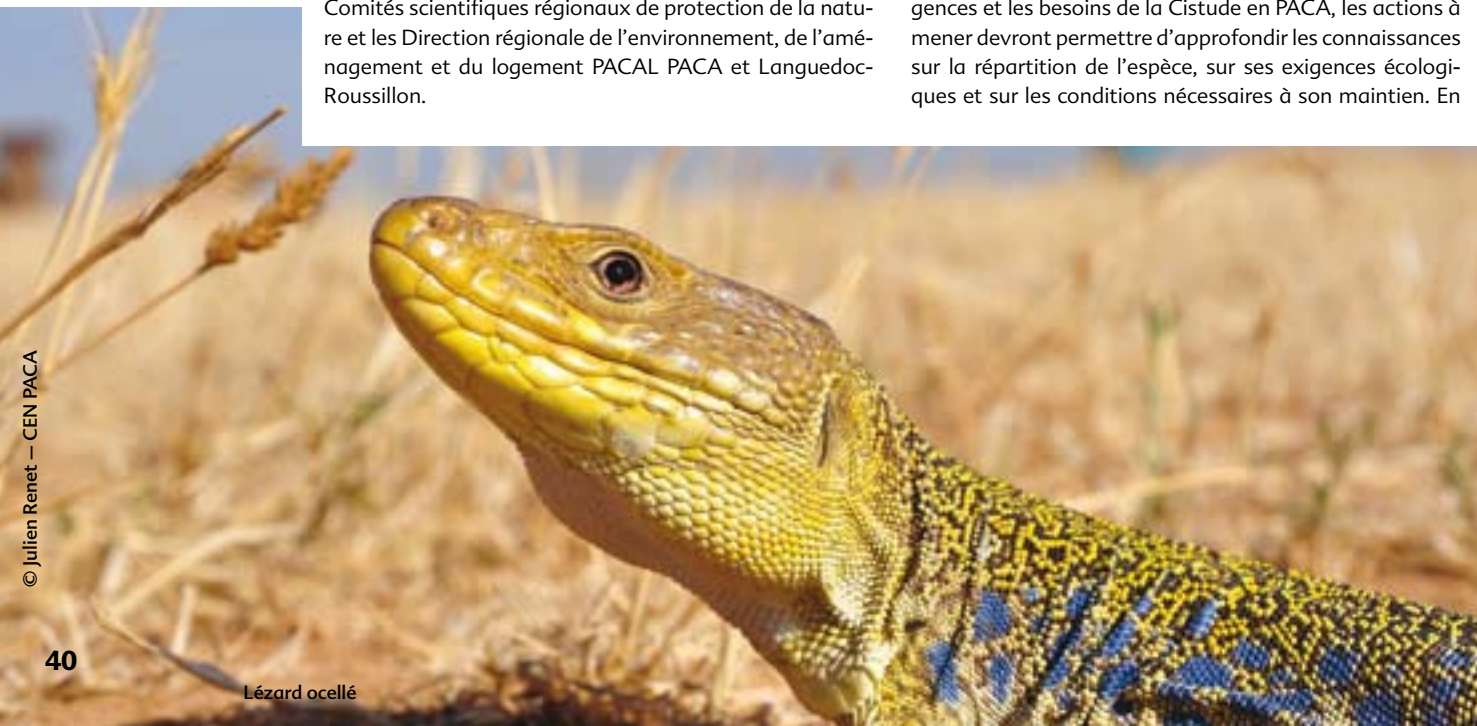 Comités scientifiques régionaux de protection de la natu-
re et les Direction régionale de l’environnement, de l’amé-
nagement et du logement PACAL PACA et Languedoc-
Roussillon.
gences et les besoins de la Cistude en PACA, les actions à
mener devront permettre d’approfondir les connaissances
sur la répartition de l’espèce, sur ses exigences écologi-
ques et sur les conditions nécessaires à son maintien. En
© Julien Renet – CEN PACA
40
Lézard ocellé